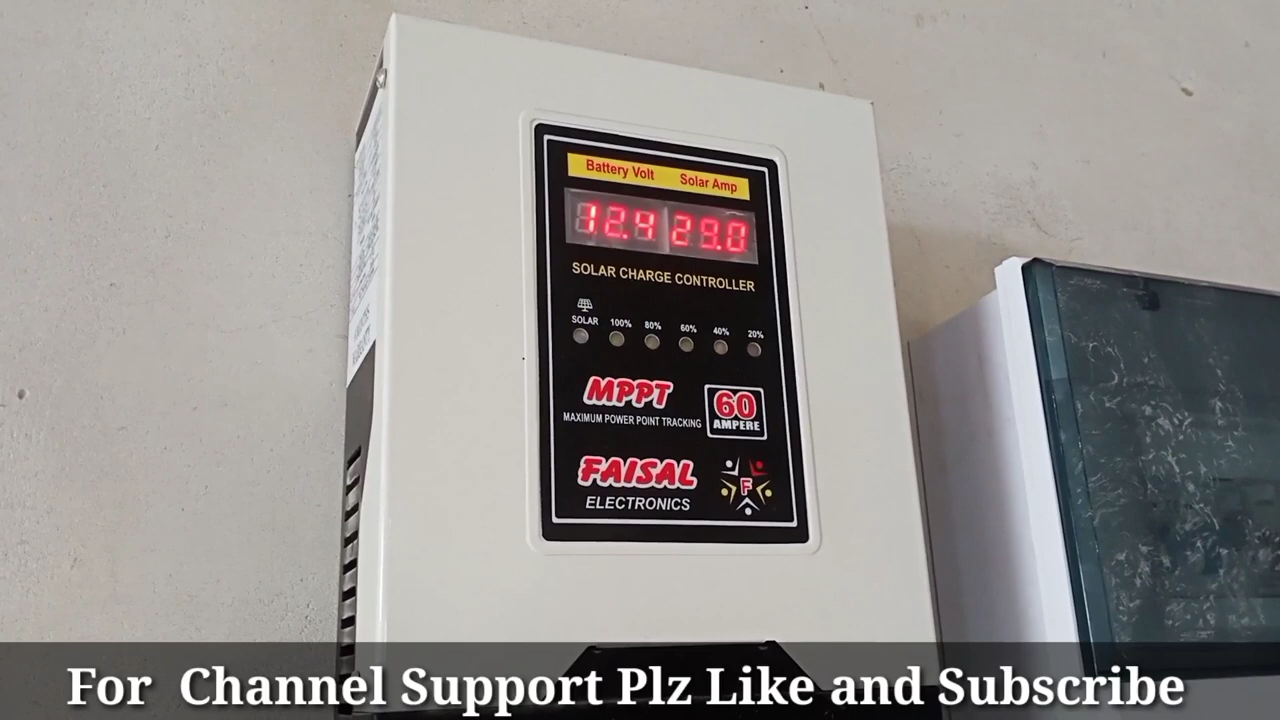 Battery Volt Solar Amp
12.4 29.0
SOLAR CHARGE CONTROLLER
SOLAR 100% 80% 60% 40% 20%
MPPT
MAXIMUM POWER POINT TRACKING
60
AMPERE
FAISAL
ELECTRONICS
F
For Channel Support Plz Like and Subscribe